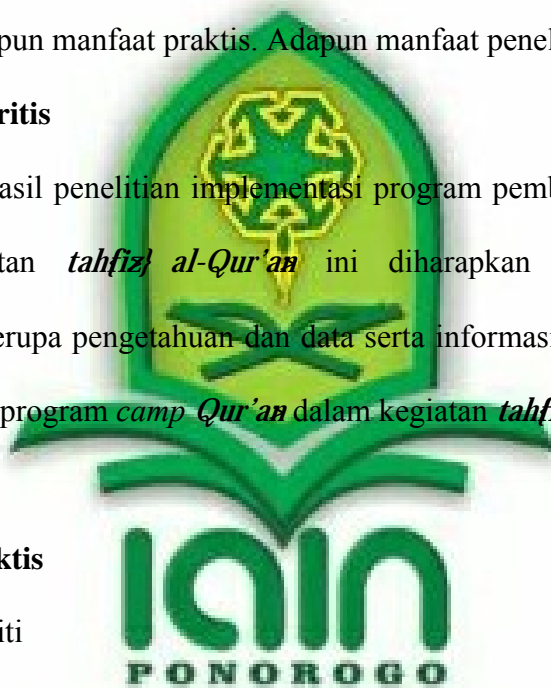 pun manfaat praktis. Adapun manfaat penel
ritis
asil penelitian implementasi program pemb
tan tahfiz} al-Qur'an ini diharapkan
erupa pengetahuan dan data serta informasi
program camp Qur'an dalam kegiatan tahfi
ktis
iti
IAIN
PONOROGO